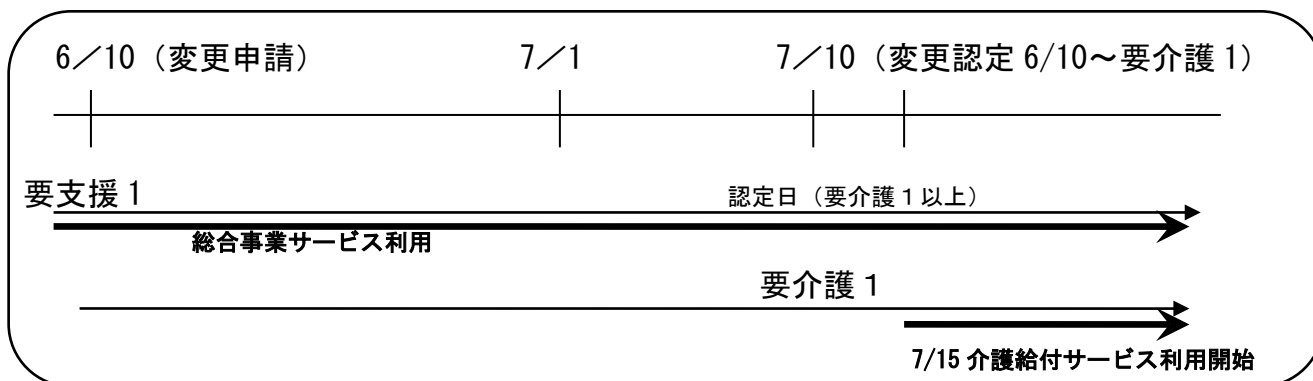 6／10（変更申請） 7／1 7／10（変更認定 6/10～要介護 1）
要支援 1 認定日（要介護１以上）
総合事業サービス利用
要介護１
7/15 介護給付サービス利用開始